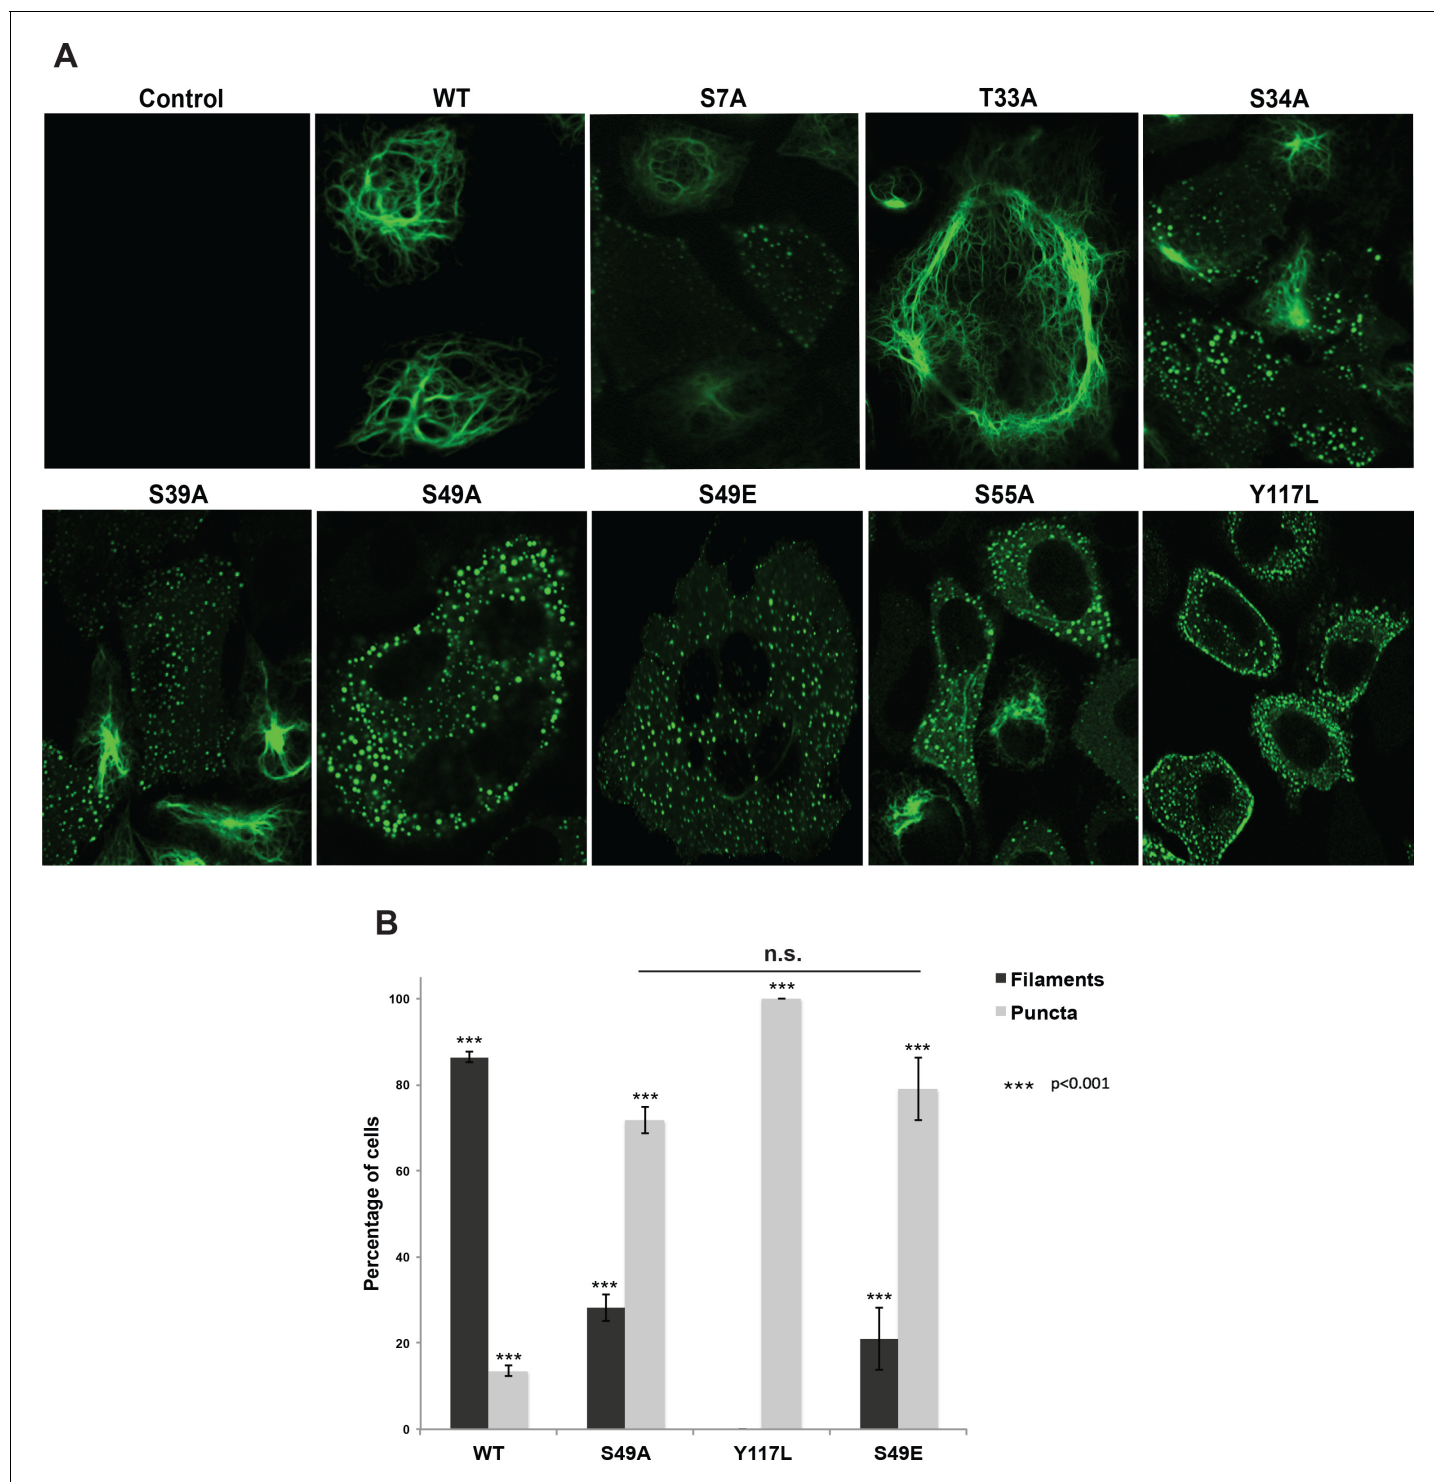 A
Control WT S7A T33A S34A
S39A S49A S49E S55A Y117L
B
n.s.
Filaments
Puncta
*** p<0.001
Percentage of cells
100
80
60
40
20
0
***
***
***
***
***
***
***
WT S49A Y117L S49E